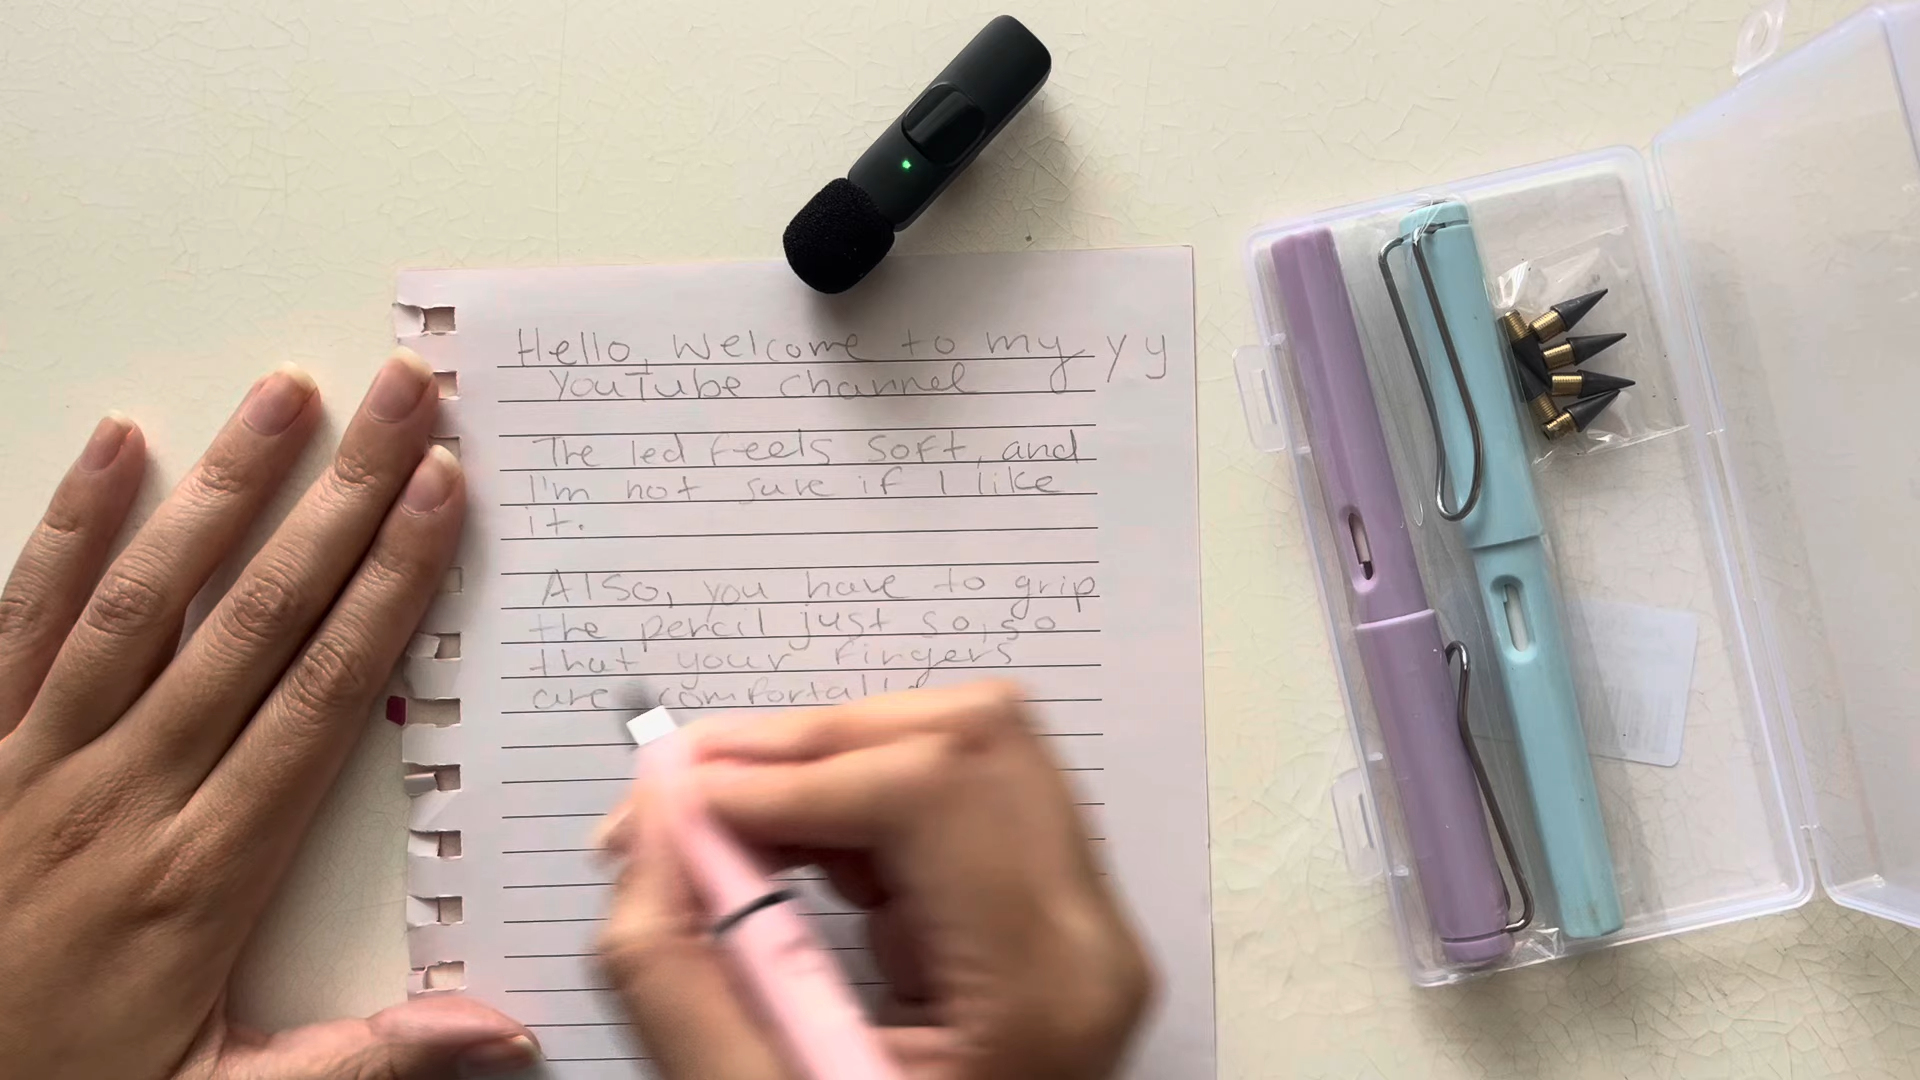 Hello, Welcome to my y y
YouTube channel
The led feels soft, and
I'm not sure if I like
it.
Also, you have to grip
the pencil just so, so
that your fingers
are